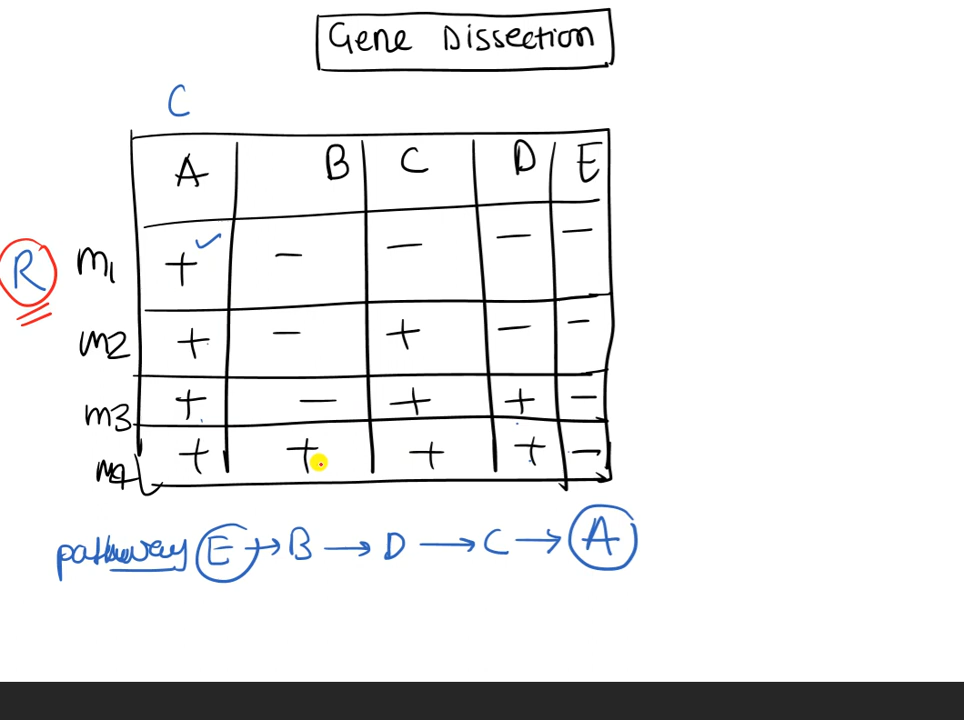 Gene Dissection
C
A B C D E
R m1 + ✓ - - - -
m2 + - + - -
m3 + - + + -
m4 + + + + -
pathway E → B → D → C → A